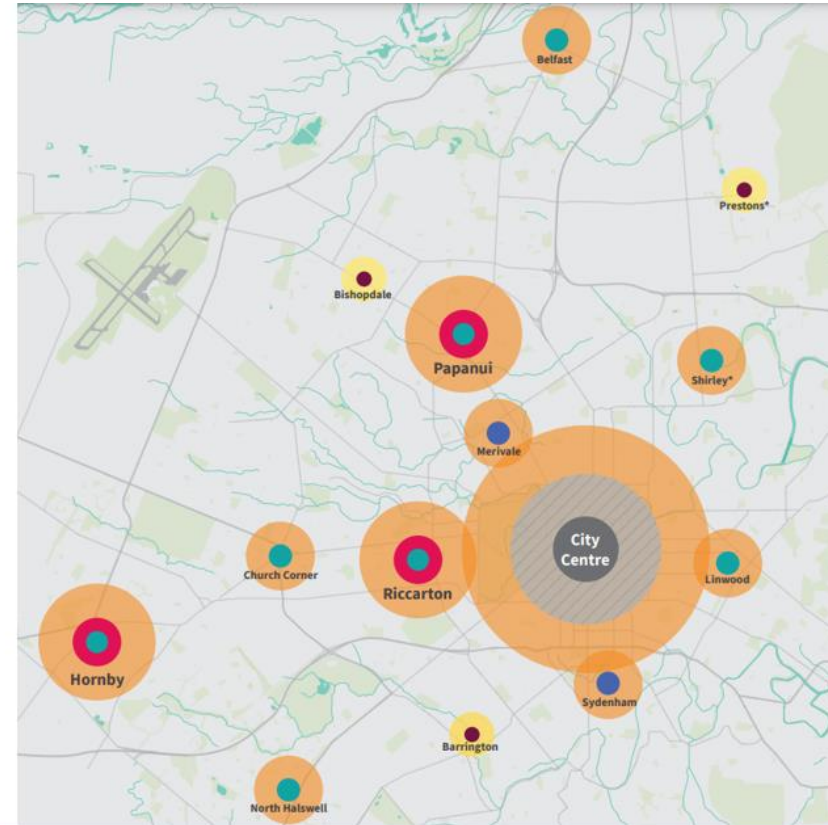 Belfast
Prestons*
Bishopdale
Papanui
Shirley*
Merivale
City
Centre
Church Corner
Riccarton
Linwood
Hornby
Sydenham
Barrington
North Halswell